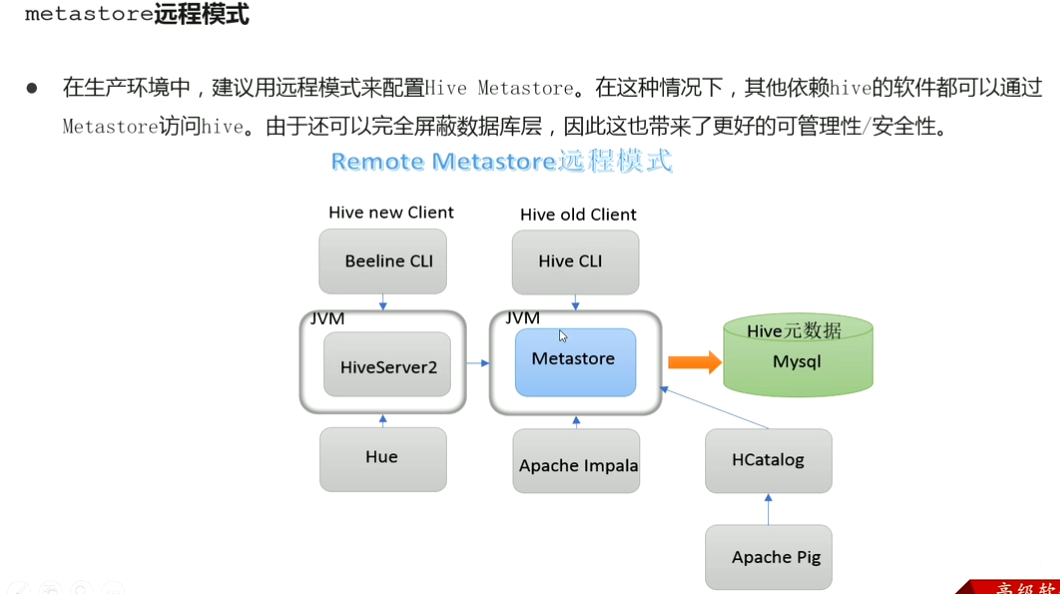 metastore远程模式
● 在生产环境中，建议用远程模式来配置Hive Metastore。在这种情况下，其他依赖hive的软件都可以通过
Metastore访问hive。由于还可以完全屏蔽数据库层，因此这也带来了更好的可管理性/安全性。
Remote Metastore远程模式
Hive new Client
Hive old Client
Beeline CLI
Hive CLI
JVM
JVM
HiveServer2
Metastore
Hive元数据
Mysql
Hue
Apache Impala
HCatalog
Apache Pig
高级软